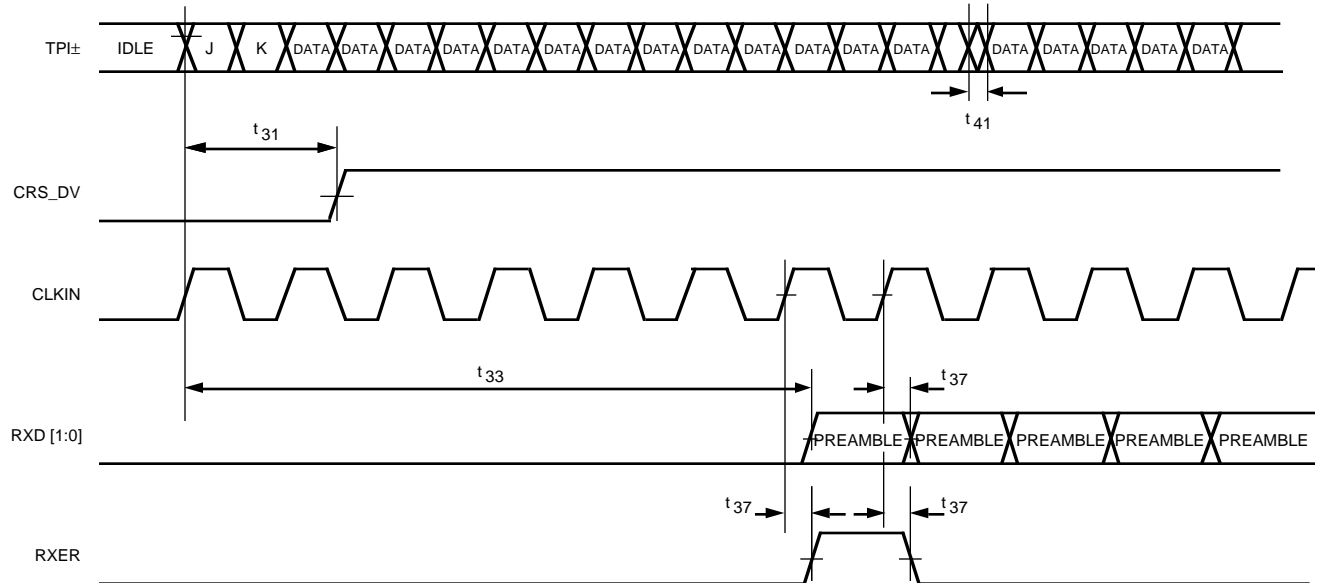 TPI± IDLE J K DATA DATA DATA DATA DATA DATA DATA DATA DATA DATA DATA DATA DATA DATA DATA DATA DATA DATA
t 41
t 31
CRS_DV
CLKIN
t 33
t 37
RXD [1:0] PREAMBLE PREAMBLE PREAMBLE PREAMBLE PREAMBLE
t 37 t 37
RXER